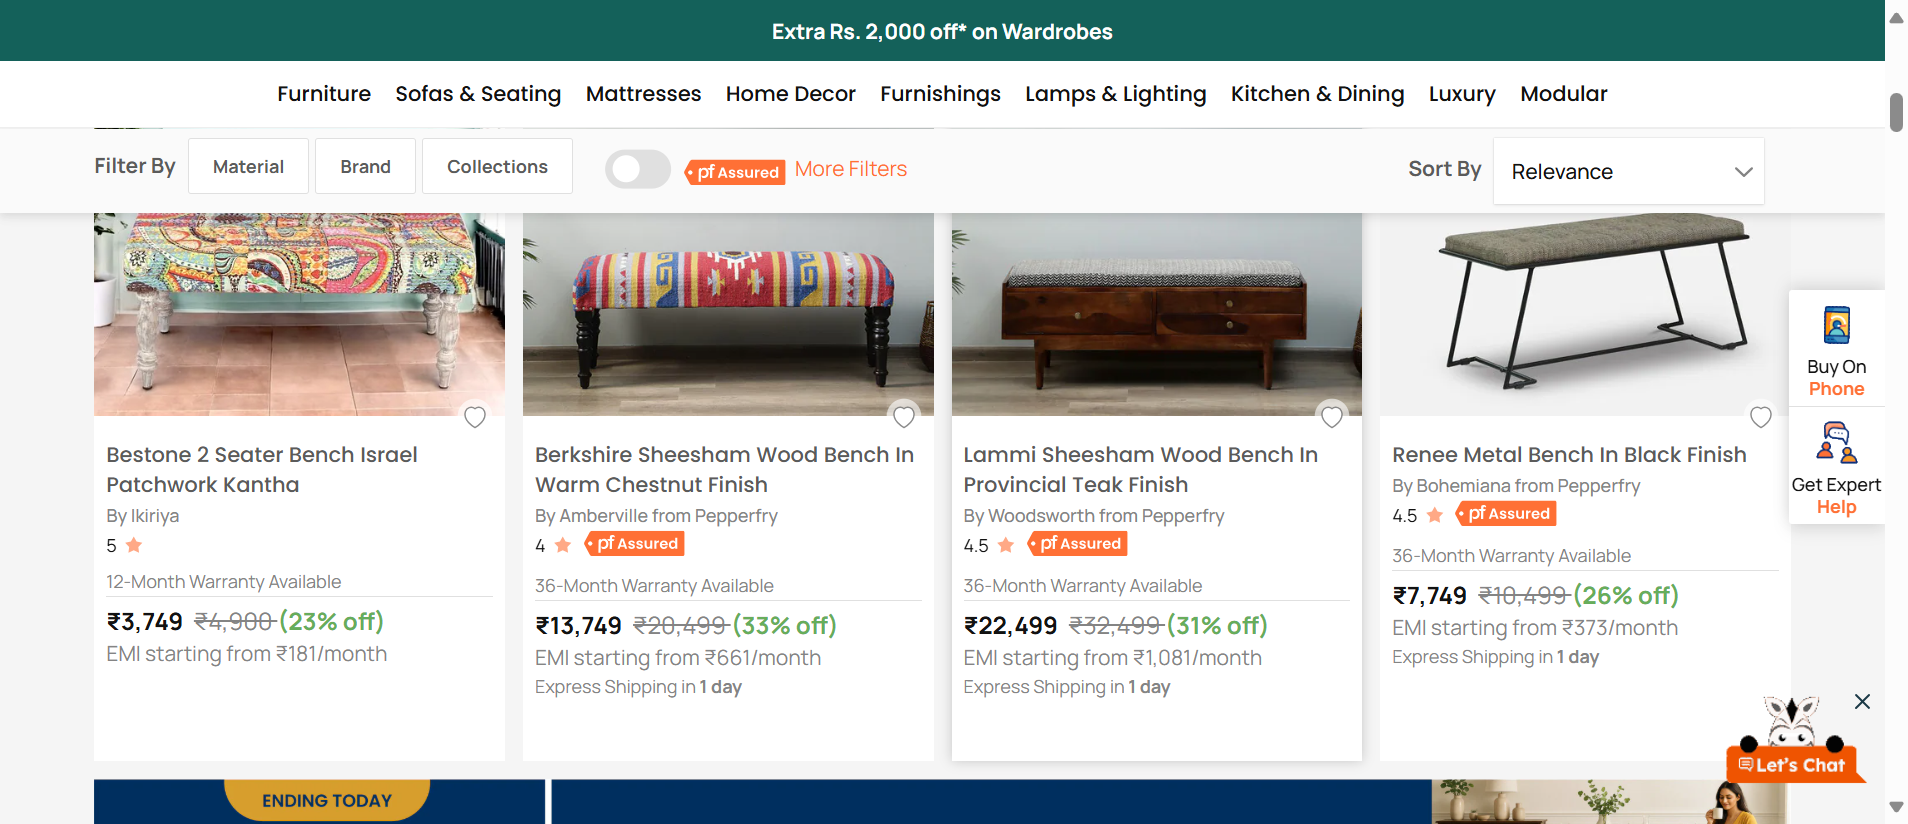 Extra Rs. 2,000 off* on Wardrobes
Furniture Sofas & Seating Mattresses Home Decor Furnishings Lamps & Lighting Kitchen & Dining Luxury Modular
Filter By Material Brand Collections pf Assured More Filters Sort By Relevance
Bestone 2 Seater Bench Israel
Patchwork Kantha
By Ikiriya
5
12-Month Warranty Available
₹3,749 ₹4,900 (23% off)
EMI starting from ₹181/month
Berkshire Sheesham Wood Bench In
Warm Chestnut Finish
By Amberville from Pepperfry
4 pf Assured
36-Month Warranty Available
₹13,749 ₹20,499 (33% off)
EMI starting from ₹661/month
Express Shipping in 1 day
Lammi Sheesham Wood Bench In
Provincial Teak Finish
By Woodsworth from Pepperfry
4.5 pf Assured
36-Month Warranty Available
₹22,499 ₹32,499 (31% off)
EMI starting from ₹1,081/month
Express Shipping in 1 day
Renee Metal Bench In Black Finish
By Bohemiana from Pepperfry
4.5 pf Assured
36-Month Warranty Available
₹7,749 ₹10,499 (26% off)
EMI starting from ₹373/month
Express Shipping in 1 day
Buy On
Phone
Get Expert
Help
Let's Chat
ENDING TODAY